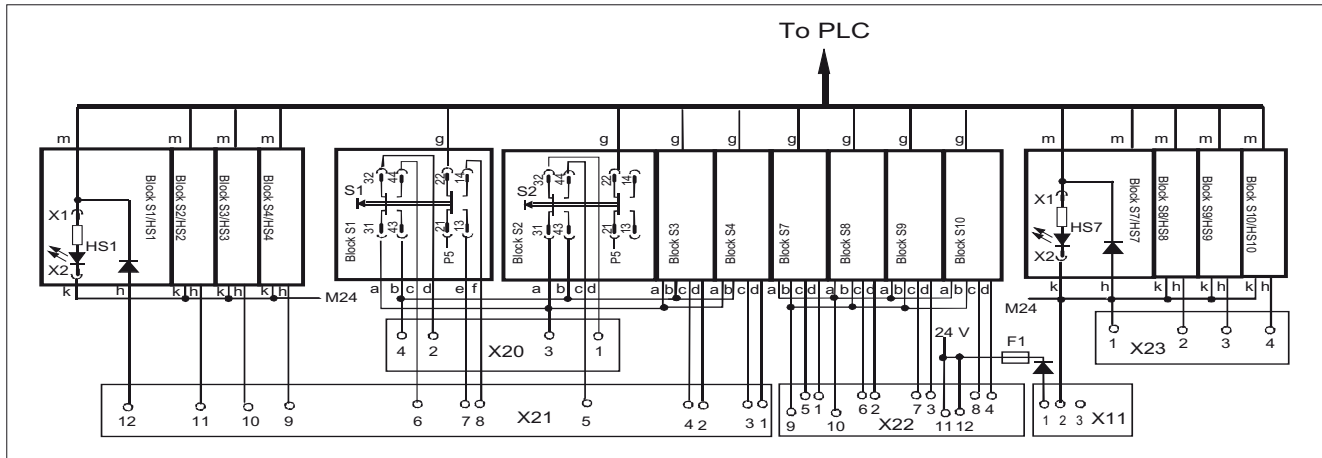 To PLC
m m m m g g g g g g g g m m m m
32 44 22 14 32 44 22 14
S1 S2
31 43 21 13 31 43 21 13
P5 P5
X1 HS1 X2
Block S1/HS1
Block S2/HS2
Block S3/HS3
Block S4/HS4
Block S1
Block S2
Block S3
Block S4
Block S7
Block S8
Block S9
Block S10
X1 HS7 X2
Block S7/HS7
Block S8/HS8
Block S9/HS9
Block S10/HS10
k h k h k h k h
M24
a b c d e f
a b c d
a b c d a b c d a b c d a b c d a b c d a b c d
M24
k h k h k h k h
4 2 X20 3 1
24 V F1
1 X23 2 3 4
12 11 10 9 6 7 8 X21 5 4 2 3 1
9 5 1 10 6 2 X22 7 3 11 12 8 4
1 2 3 X11